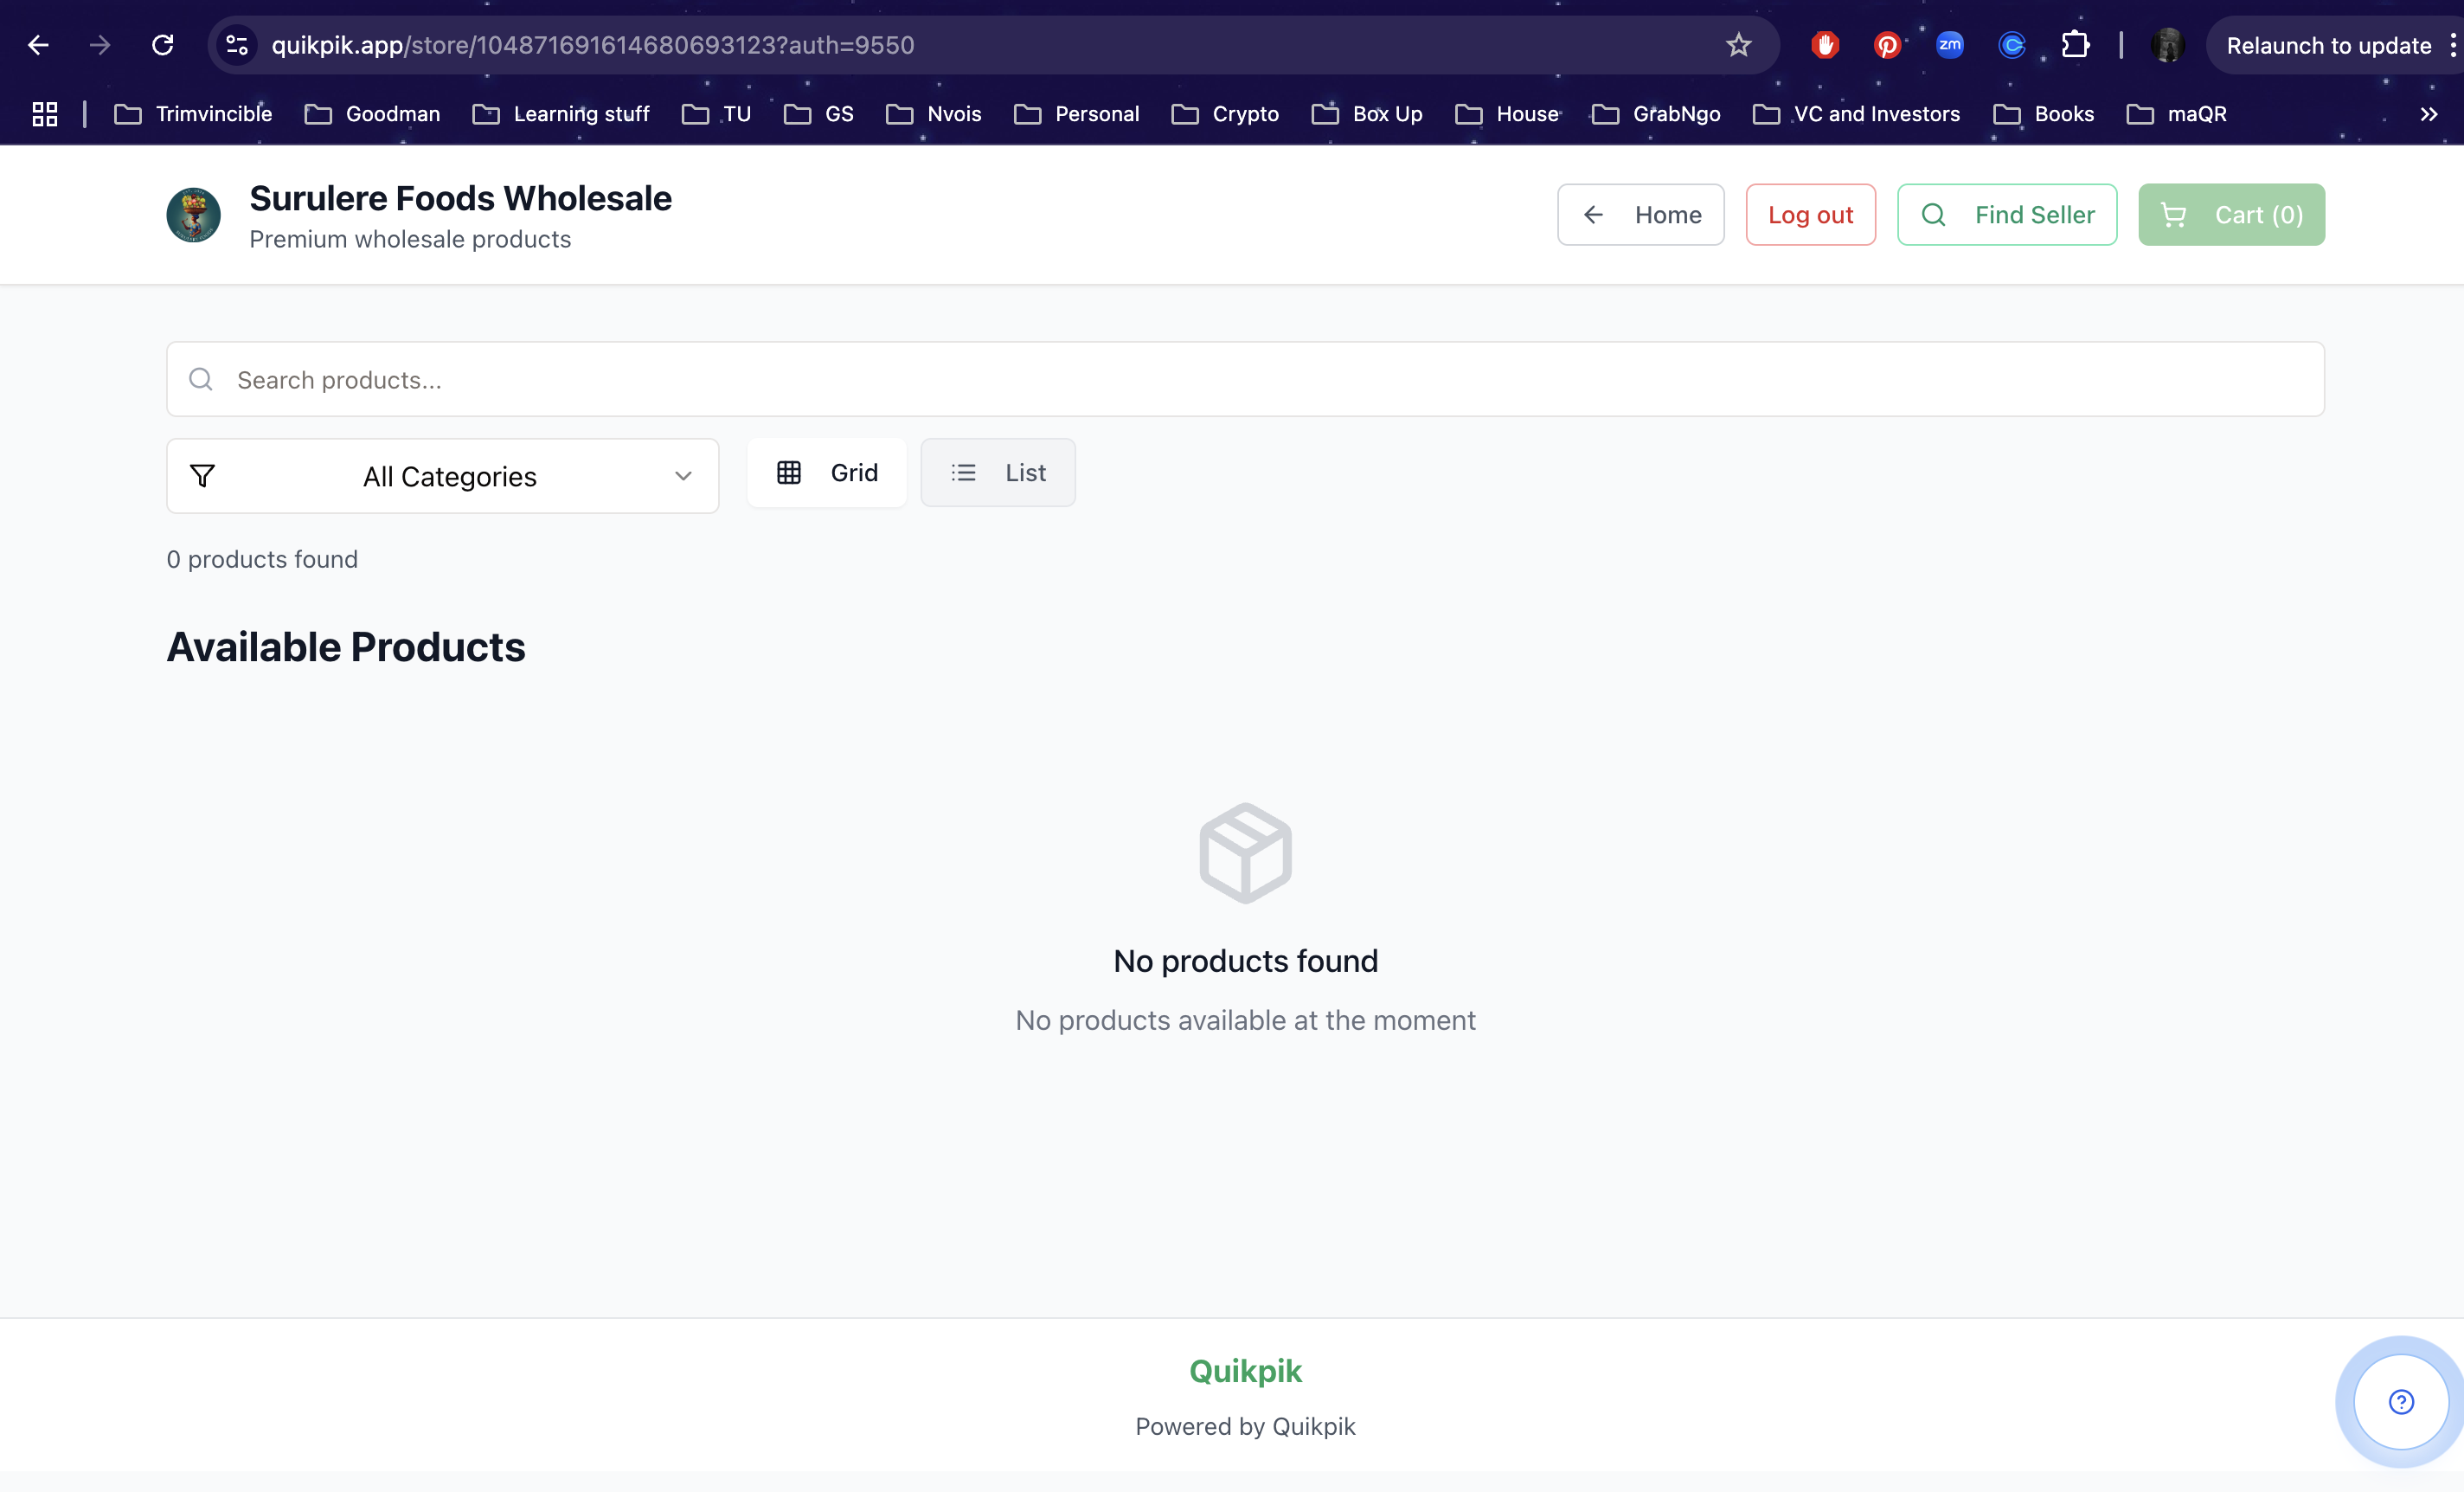 quikpik.app/store/104871691614680693123?auth=9550
zm
Relaunch to update
Trimvincible
Goodman
Learning stuff
TU
GS
Nvois
Personal
Crypto
Box Up
House
GrabNgo
VC and Investors
Books
maQR
Surulere Foods Wholesale
Premium wholesale products
Home
Log out
Find Seller
Cart (0)
Search products...
All Categories
Grid
List
0 products found
Available Products
No products found
No products available at the moment
Quikpik
Powered by Quikpik